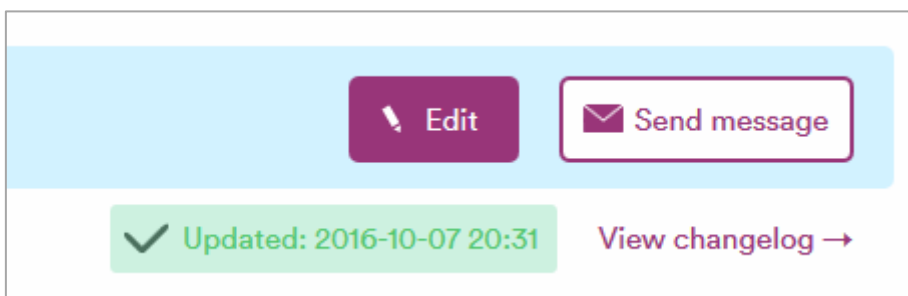 Edit
Send message
Updated: 2016-10-07 20:31
View changelog →